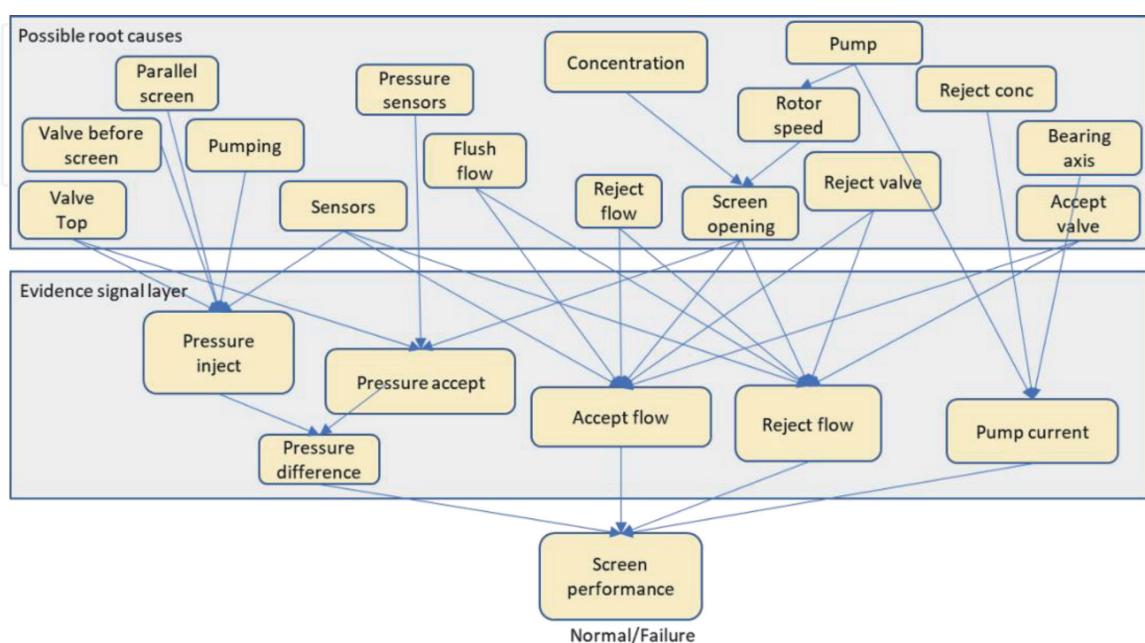 Possible root causes
Parallel
screen
Pressure
sensors
Concentration
Pump
Reject conc
Valve before
screen
Pumping
Flush
flow
Rotor
speed
Bearing
axis
Valve
Top
Sensors
Reject
flow
Screen
opening
Reject valve
Accept
valve
Evidence signal layer
Pressure
inject
Pressure accept
Accept flow
Reject flow
Pump current
Pressure
difference
Screen
performance
Normal/Failure